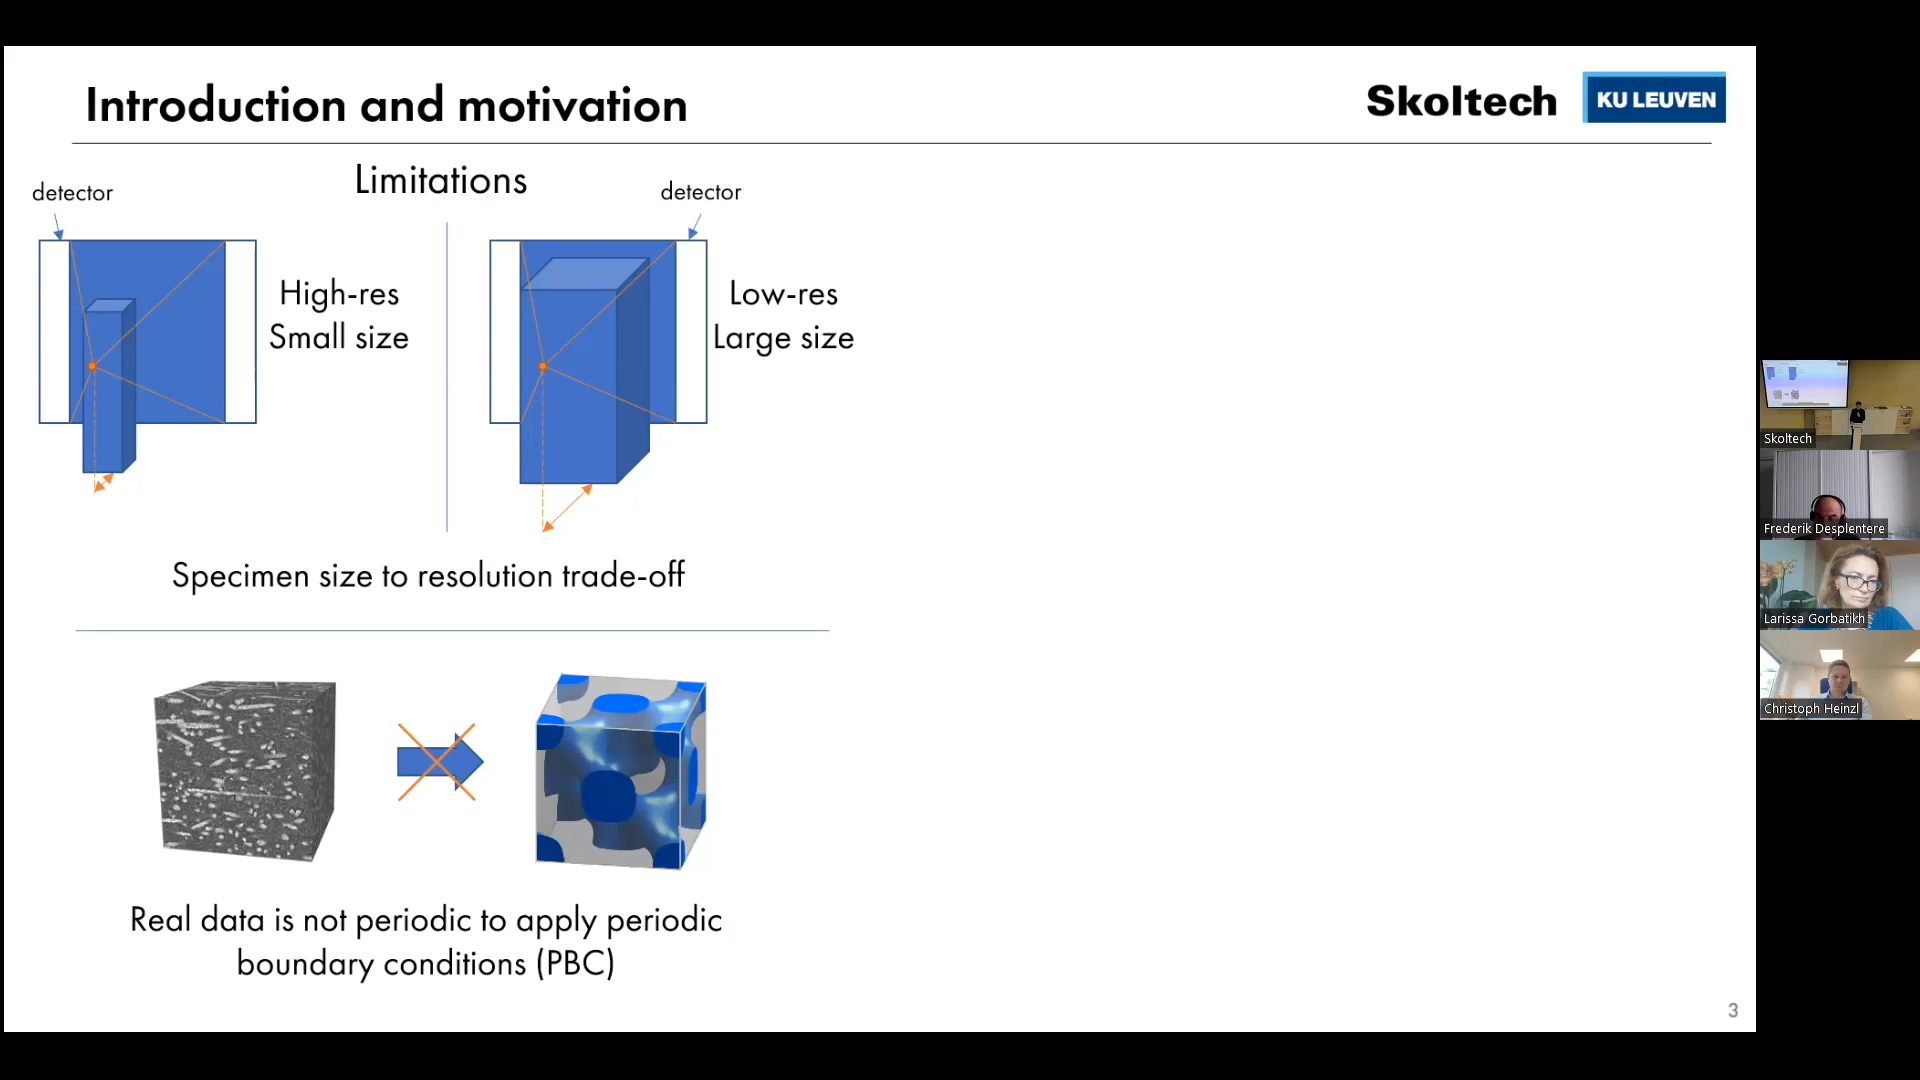 Introduction and motivation
Skoltech
KU LEUVEN
Limitations
detector
detector
High-res
Small size
Low-res
Large size
Specimen size to resolution trade-off
Real data is not periodic to apply periodic
boundary conditions (PBC)
3
Skoltech
Frederik Desplentere
Larissa Gorbatikh
Christoph Heinzl